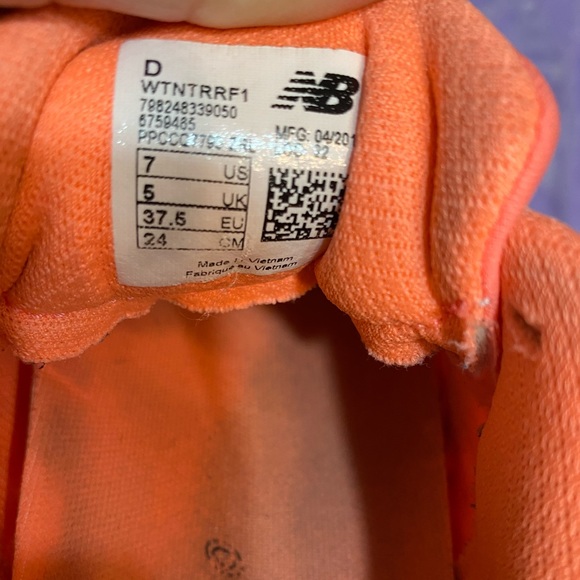 D
WTNTRRF1
798248339050
6759485
NB
MFG: 04/201
7 US
5 UK
37.5 EU
24 CM
Made Vietnam
Fabriqué au Vietnam